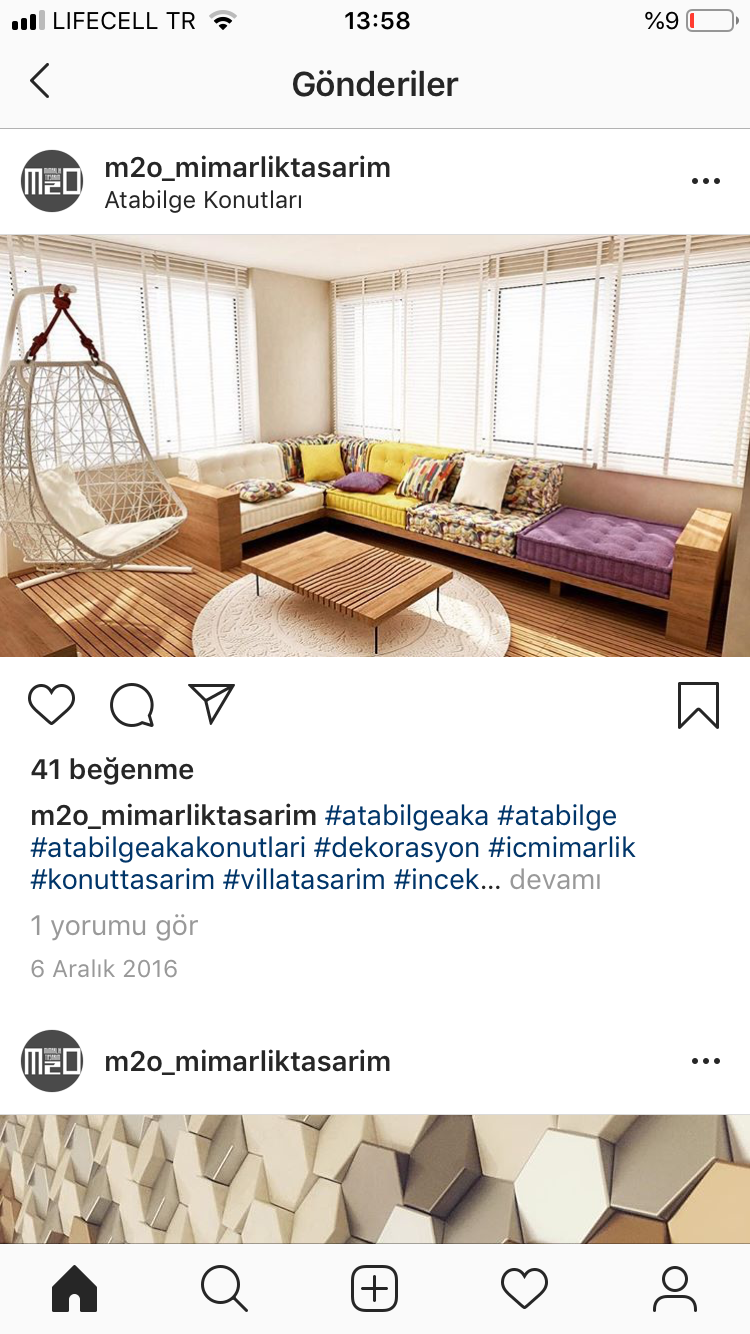 LIFECELL TR
13:58
%9
Gönderiler
m2o_mimarliktasarim
Atabilge Konutları
41 beğenme
m2o_mimarliktasarim #atabilgeaka #atabilge
#atabilgeakakonutlari #dekorasyon #icmimarlik
#konuttasarim #villatasarim #incek... devamı
1 yorumu gör
6 Aralık 2016
m2o_mimarliktasarim